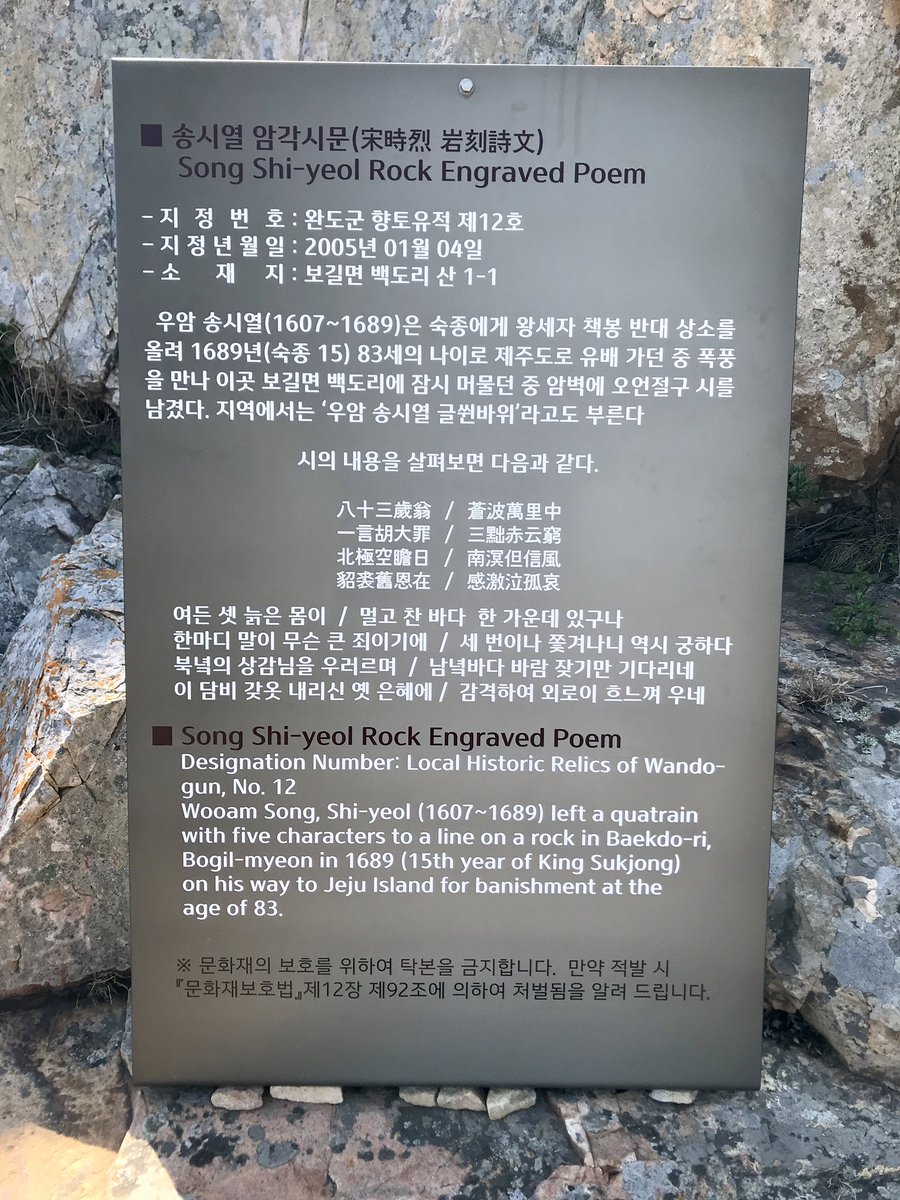 ■ 송시열 암각시문(宋時烈 岩刻詩文)
Song Shi-yeol Rock Engraved Poem
- 지 정 번 호 : 완도군 향토유적 제12호
- 지 정 년 월 일 : 2005년 01월 04일
- 소 재 지 : 보길면 백도리 산 1-1
우암 송시열(1607~1689)은 숙종에게 왕세자 책봉 반대 상소를
올려 1689년(숙종 15) 83세의 나이로 제주도로 유배 가던 중 폭풍
을 만나 이곳 보길면 백도리에 잠시 머물던 중 암벽에 오언절구 시를
남겼다. 지역에서는 ‘우암 송시열 글쒼바위’라고도 부른다
시의 내용을 살펴보면 다음과 같다.
八十三歲翁 / 蒼波萬里中
一言胡大罪 / 三黜赤云窮
北極空瞻日 / 南溟但信風
貂裘舊恩在 / 感激泣孤哀
여든 셋 늙은 몸이 / 멀고 찬 바다 한 가운데 있구나
한마디 말이 무슨 큰 죄이기에 / 세 번이나 쫓겨나니 역시 궁하다
북녘의 상감님을 우러르며 / 남녘바다 바람 잦기만 기다리네
이 담비 갖옷 내리신 옛 은혜에 / 감격하여 외로이 흐느껴 우네
■ Song Shi-yeol Rock Engraved Poem
Designation Number: Local Historic Relics of Wando-
gun, No. 12
Wooam Song, Shi-yeol (1607~1689) left a quatrain
with five characters to a line on a rock in Baekdo-ri,
Bogil-myeon in 1689 (15th year of King Sukjong)
on his way to Jeju Island for banishment at the
age of 83.
※ 문화재의 보호를 위하여 탁본을 금지합니다. 만약 적발 시
『문화재보호법』제12장 제92조에 의하여 처벌됨을 알려 드립니다.